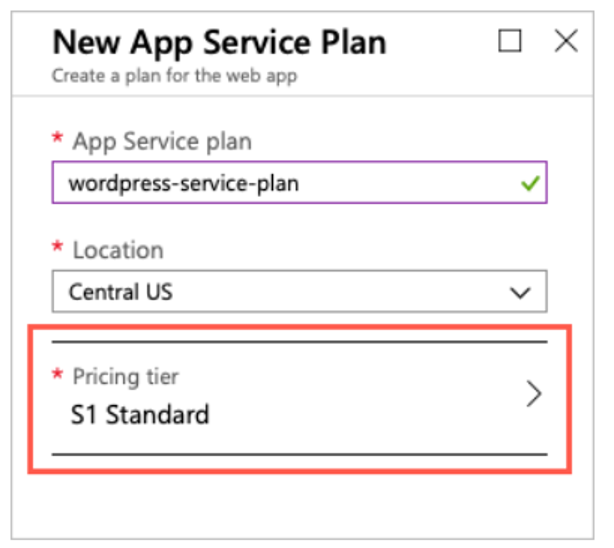 New App Service Plan
Create a plan for the web app
* App Service plan
wordpress-service-plan
* Location
Central US
* Pricing tier
S1 Standard